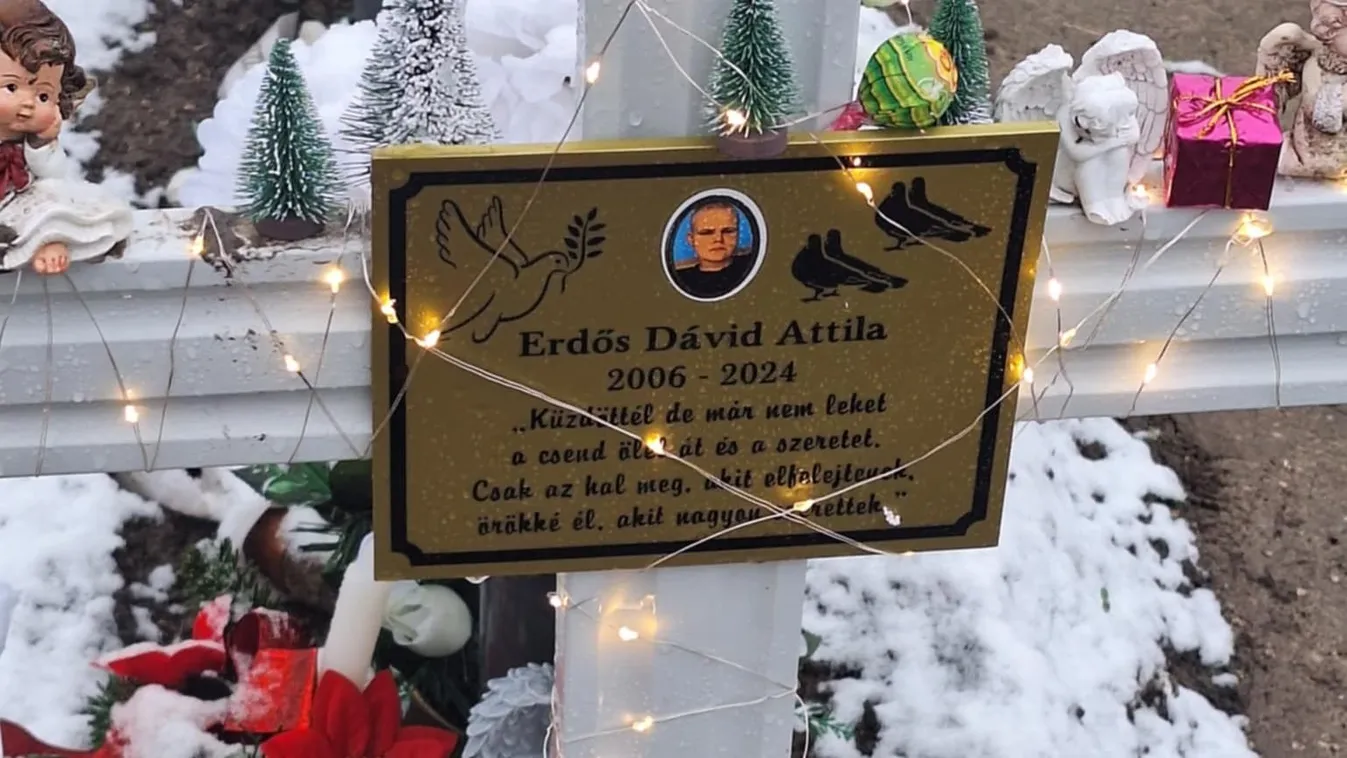 Erdős Dávid Attila
2006 - 2024
„Küzdöttél de már nem lehet
a csend ölel át és a szeretet.
Csak az hal meg, akit elfelejtenek,
örökké él, akit nagyon szerettek."